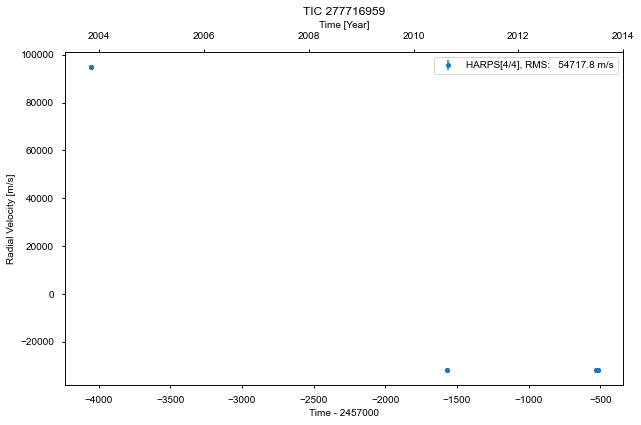 TIC 277716959
Time [Year]
2004 2006 2008 2010 2012 2014
HARPS[4/4], RMS: 54717.8 m/s
100000
80000
60000
40000
20000
0
−20000
Radial Velocity [m/s]
−4000 −3500 −3000 −2500 −2000 −1500 −1000 −500
Time - 2457000